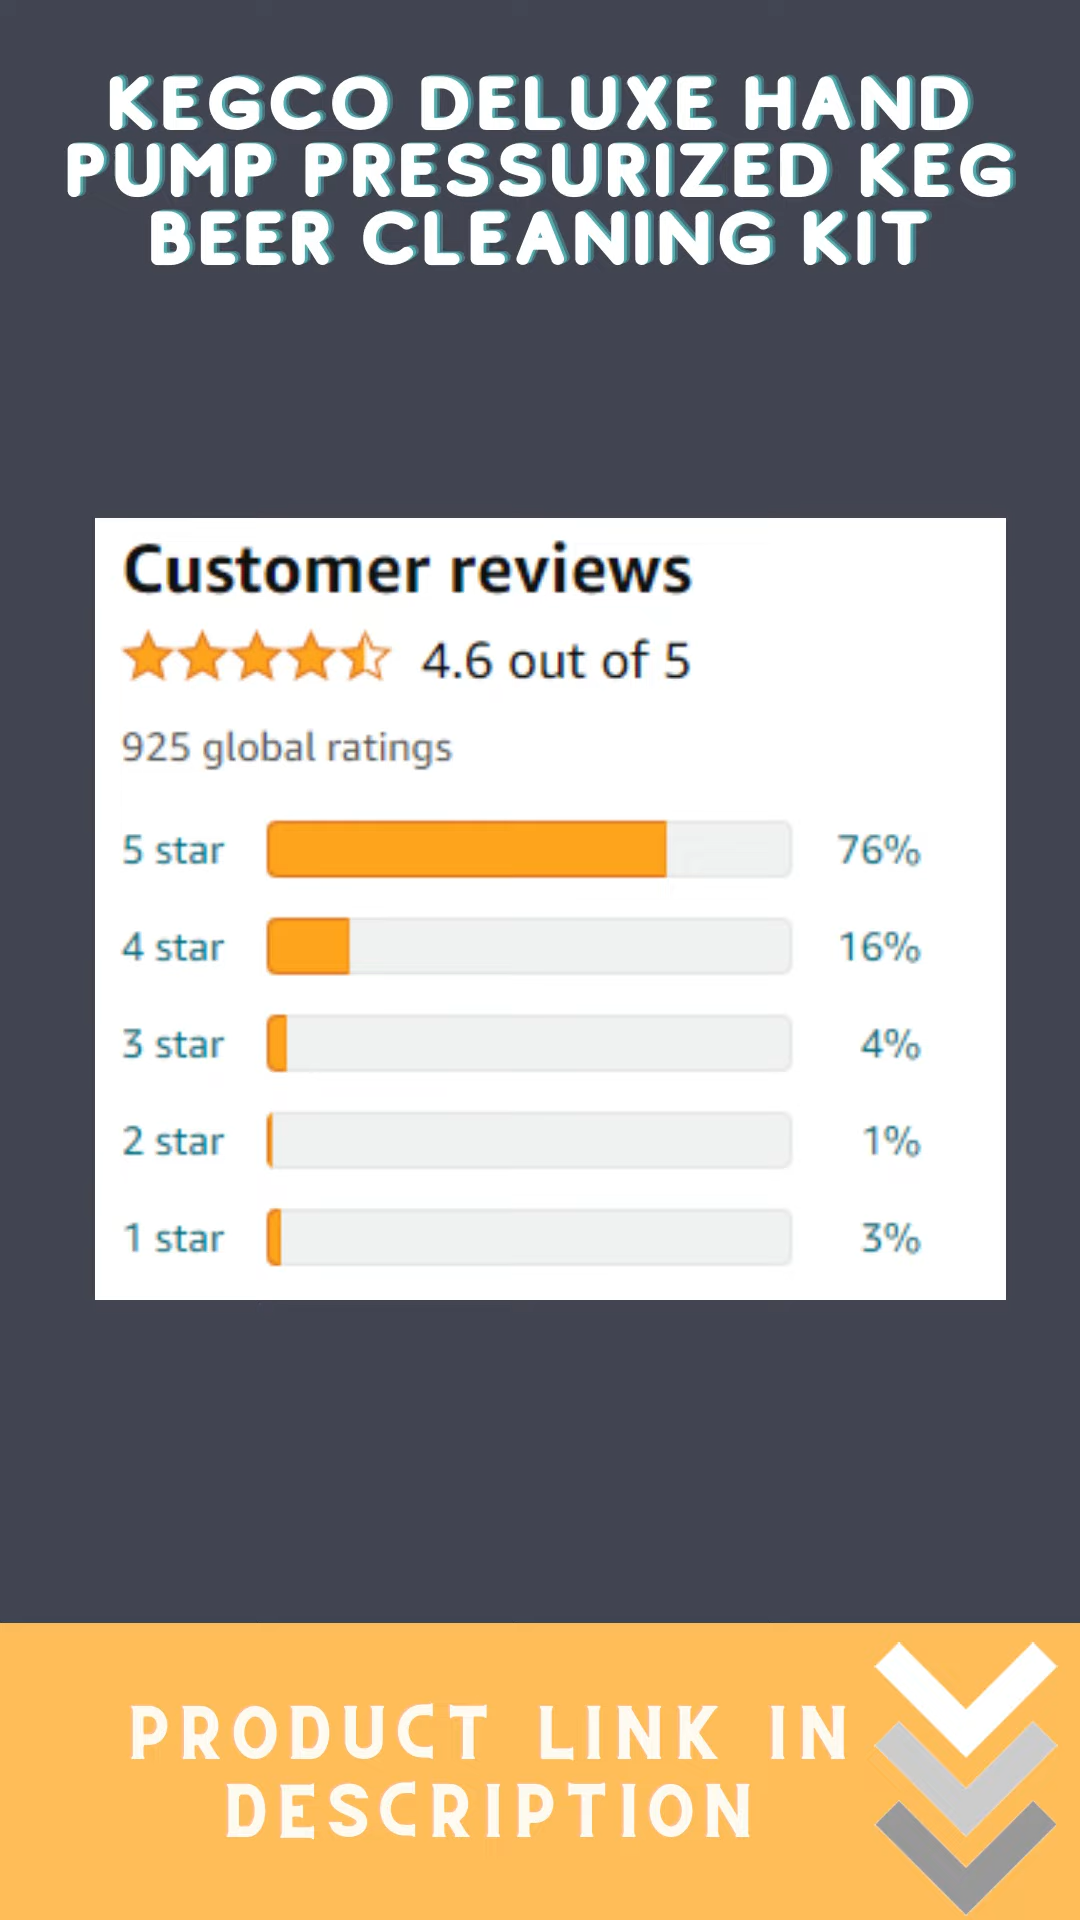 KEGCO DELUXE HAND
PUMP PRESSURIZED KEG
BEER CLEANING KIT
Customer reviews
4.6 out of 5
925 global ratings
5 star 76%
4 star 16%
3 star 4%
2 star 1%
1 star 3%
PRODUCT LINK IN
DESCRIPTION